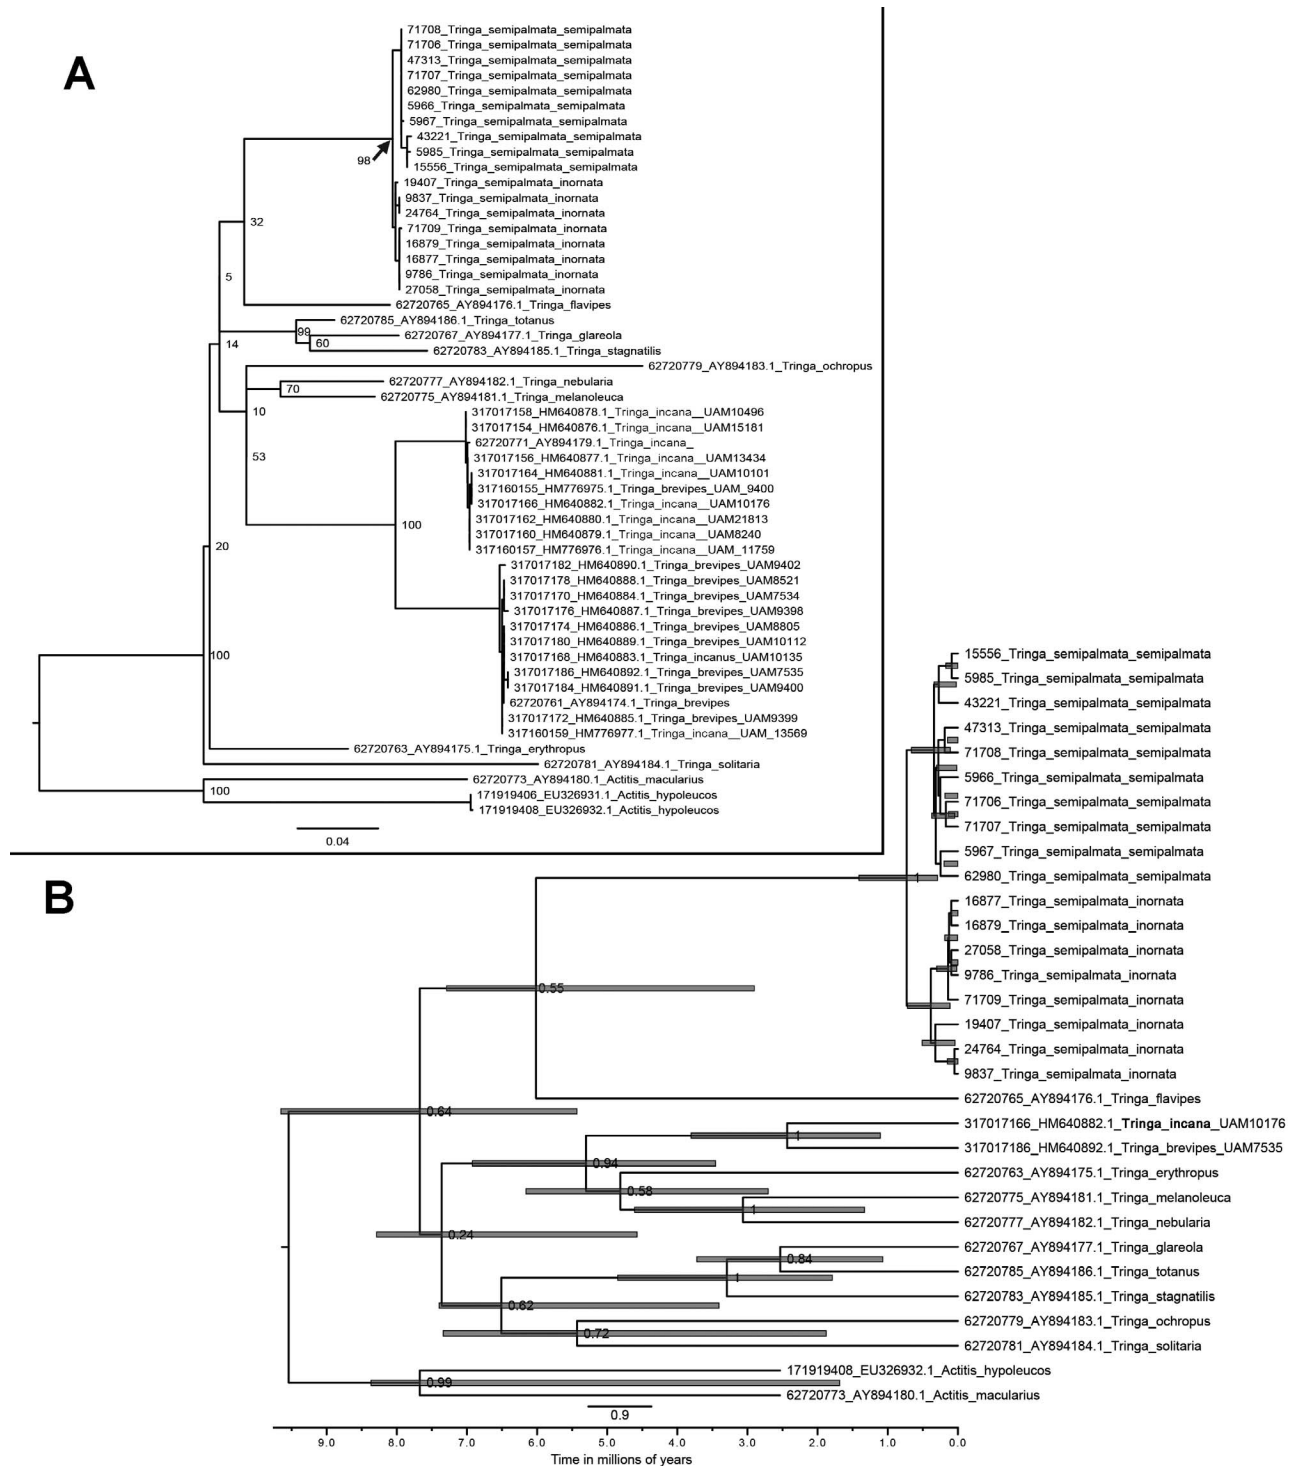 A
71708_Tringa_semipalmata_semipalmata
71706_Tringa_semipalmata_semipalmata
47313_Tringa_semipalmata_semipalmata
71707_Tringa_semipalmata_semipalmata
62980_Tringa_semipalmata_semipalmata
5966_Tringa_semipalmata_semipalmata
5967_Tringa_semipalmata_semipalmata
43221_Tringa_semipalmata_semipalmata
5985_Tringa_semipalmata_semipalmata
98
15556_Tringa_semipalmata_semipalmata
19407_Tringa_semipalmata_inornata
9837_Tringa_semipalmata_inornata
24764_Tringa_semipalmata_inornata
32
71709_Tringa_semipalmata_inornata
16879_Tringa_semipalmata_inornata
16877_Tringa_semipalmata_inornata
5
9786_Tringa_semipalmata_inornata
27058_Tringa_semipalmata_inornata
62720765_AY894176.1_Tringa_flavipes
62720785_AY894186.1_Tringa_totanus
99
62720767_AY894177.1_Tringa_glareola
14
60
62720783_AY894185.1_Tringa_stagnatilis
62720779_AY894183.1_Tringa_ochropus
62720777_AY894182.1_Tringa_nebularia
70
62720775_AY894181.1_Tringa_melanoleuca
10
317017158_HM640878.1_Tringa_incana__UAM10496
317017154_HM640876.1_Tringa_incana__UAM15181
62720771_AY894179.1_Tringa_incana_
53
317017156_HM640877.1_Tringa_incana__UAM13434
317017164_HM640881.1_Tringa_incana__UAM10101
317160155_HM776975.1_Tringa_brevipes_UAM_9400
317017166_HM640882.1_Tringa_incana__UAM10176
317017162_HM640880.1_Tringa_incana__UAM21813
100
317017160_HM640879.1_Tringa_incana__UAM8240
20
317160157_HM776976.1_Tringa_incana__UAM_11759
317017182_HM640890.1_Tringa_brevipes_UAM9402
317017178_HM640888.1_Tringa_brevipes_UAM8521
317017170_HM640884.1_Tringa_brevipes_UAM7534
317017176_HM640887.1_Tringa_brevipes_UAM9398
317017174_HM640886.1_Tringa_brevipes_UAM8805
317017180_HM640889.1_Tringa_brevipes_UAM10112
100
317017168_HM640883.1_Tringa_incanus_UAM10135
317017186_HM640892.1_Tringa_brevipes_UAM7535
317017184_HM640891.1_Tringa_brevipes_UAM9400
62720761_AY894174.1_Tringa_brevipes
317017172_HM640885.1_Tringa_brevipes_UAM9399
317160159_HM776977.1_Tringa_incana__UAM_13569
62720763_AY894175.1_Tringa_erythropus
62720781_AY894184.1_Tringa_solitaria
62720773_AY894180.1_Actitis_macularius
100
171919406_EU326931.1_Actitis_hypoleucos
171919408_EU326932.1_Actitis_hypoleucos
0.04
B
15556_Tringa_semipalmata_semipalmata
5985_Tringa_semipalmata_semipalmata
43221_Tringa_semipalmata_semipalmata
47313_Tringa_semipalmata_semipalmata
71708_Tringa_semipalmata_semipalmata
5966_Tringa_semipalmata_semipalmata
71706_Tringa_semipalmata_semipalmata
71707_Tringa_semipalmata_semipalmata
5967_Tringa_semipalmata_semipalmata
1
62980_Tringa_semipalmata_semipalmata
16877_Tringa_semipalmata_inornata
16879_Tringa_semipalmata_inornata
27058_Tringa_semipalmata_inornata
9786_Tringa_semipalmata_inornata
0.55
71709_Tringa_semipalmata_inornata
19407_Tringa_semipalmata_inornata
24764_Tringa_semipalmata_inornata
9837_Tringa_semipalmata_inornata
62720765_AY894176.1_Tringa_flavipes
0.64
317017166_HM640882.1_Tringa_incana_UAM10176
1
317017186_HM640892.1_Tringa_brevipes_UAM7535
0.94
62720763_AY894175.1_Tringa_erythropus
0.58
62720775_AY894181.1_Tringa_melanoleuca
1
62720777_AY894182.1_Tringa_nebularia
0.24
62720767_AY894177.1_Tringa_glareola
0.84
62720785_AY894186.1_Tringa_totanus
1
62720783_AY894185.1_Tringa_stagnatilis
0.62
62720779_AY894183.1_Tringa_ochropus
0.72
62720781_AY894184.1_Tringa_solitaria
171919408_EU326932.1_Actitis_hypoleucos
0.99
62720773_AY894180.1_Actitis_macularius
0.9
9.0 8.0 7.0 6.0 5.0 4.0 3.0 2.0 1.0 0.0
Time in millions of years